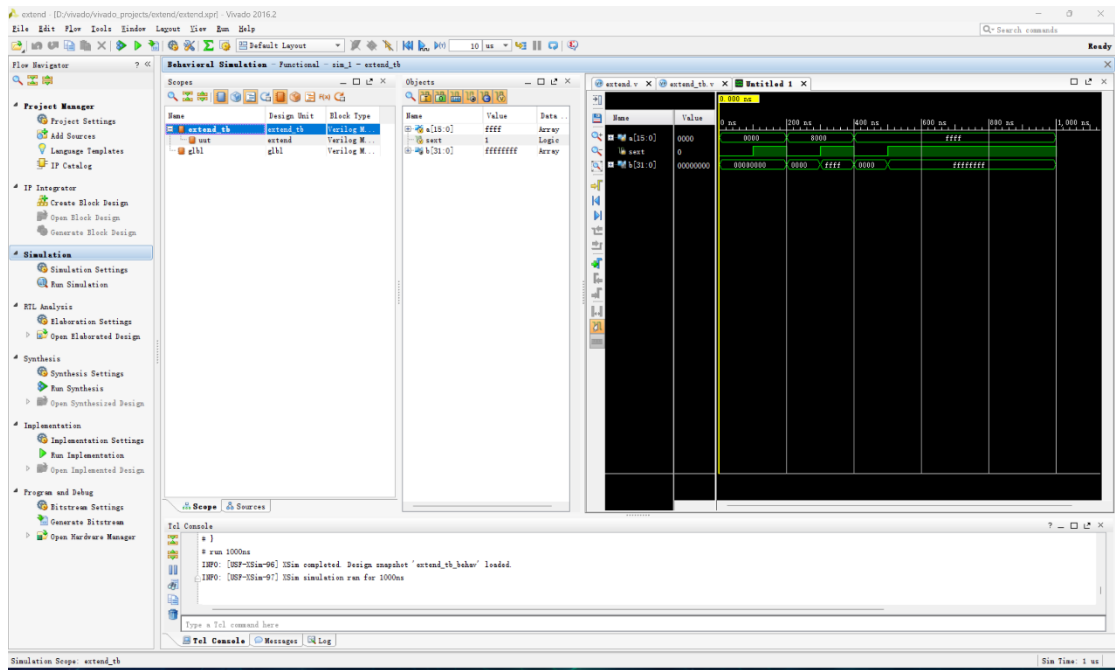 extend - [D:/vivado/vivado_projects/extend/extend.xpr] - Vivado 2016.2
File Edit Flow Tools Window Layout View Run Help
Search commands
Default Layout
10 us
Ready
Flow Navigator
Behavioral Simulation - Functional - sim_1 - extend_tb
Project Manager
Project Settings
Add Sources
Language Templates
IP Catalog
IP Integrator
Create Block Design
Open Block Design
Generate Block Design
Simulation
Simulation Settings
Run Simulation
RTL Analysis
Elaboration Settings
Open Elaborated Design
Synthesis
Synthesis Settings
Run Synthesis
Open Synthesized Design
Implementation
Implementation Settings
Run Implementation
Open Implemented Design
Program and Debug
Bitstream Settings
Generate Bitstream
Open Hardware Manager
Scopes
Name Design Unit Block Type
extend_tb extend_tb Verilog M...
uut extend Verilog M...
glbl glbl Verilog M...
Scope Sources
Objects
Name Value Data ..
a[15:0] ffff Array
sext 1 Logic
b[31:0] ffffffff Array
extend.v extend_tb.v Untitled 1
0.000 ns
Name Value
0 ns 200 ns 400 ns 600 ns 800 ns 1,000 ns
a[15:0] 0000 0000 8000 ffff
sext 0
b[31:0] 00000000 00000000 0000 ffff 0000 ffffffff
Tcl Console
# }
# run 1000ns
INFO: [USF-XSim-96] XSim completed. Design snapshot 'extend_tb_behav' loaded.
INFO: [USF-XSim-97] XSim simulation ran for 1000ns
Type a Tcl command here
Tcl Console Messages Log
Simulation Scope: extend_tb
Sim Time: 1 us